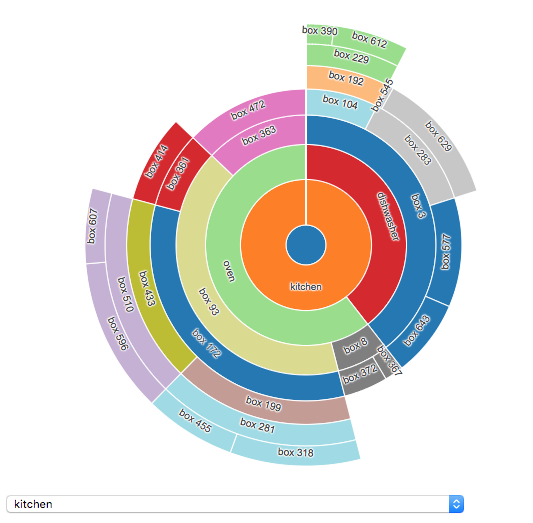 box 390
box 612
box 229
box 192
box 545
box 104
box 472
box 629
box 363
box 283
box 414
box 361
box 3
dishwasher
box 607
box 577
oven
kitchen
box 433
box 93
box 510
box 643
box 172
box 8
box 596
box 367
box 372
box 199
box 455
box 281
box 318
kitchen